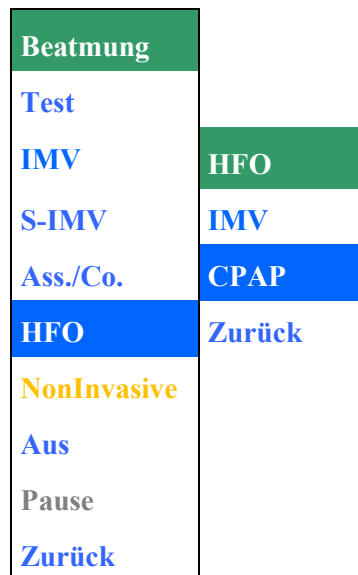 Beatmung
Test
IMV
S-IMV
Ass./Co.
HFO
NonInvasive
Aus
Pause
Zurück
HFO
IMV
CPAP
Zurück